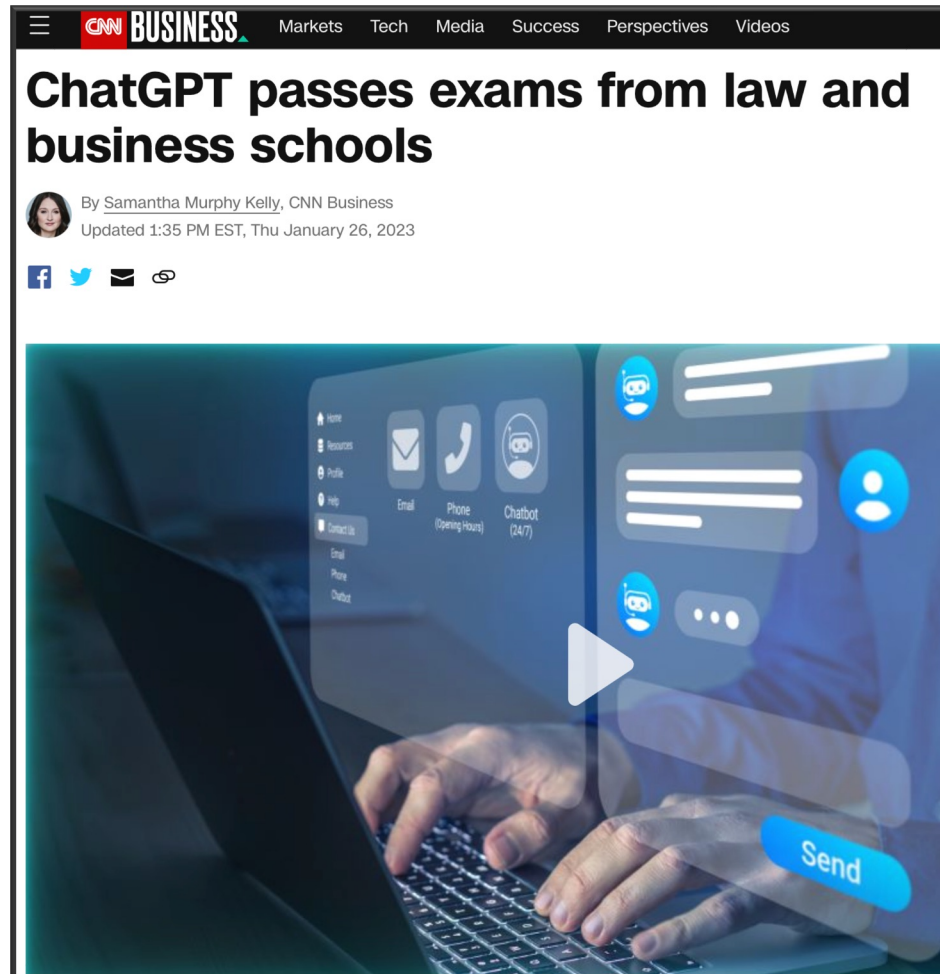 CNN BUSINESS Markets Tech Media Success Perspectives Videos
ChatGPT passes exams from law and
business schools
By Samantha Murphy Kelly, CNN Business
Updated 1:35 PM EST, Thu January 26, 2023
Home
Resources
Profile
Help
Contact Us
Email
Phone
Chatbot
Email
Phone
(Opening Hours)
Chatbot
(24/7)
Send